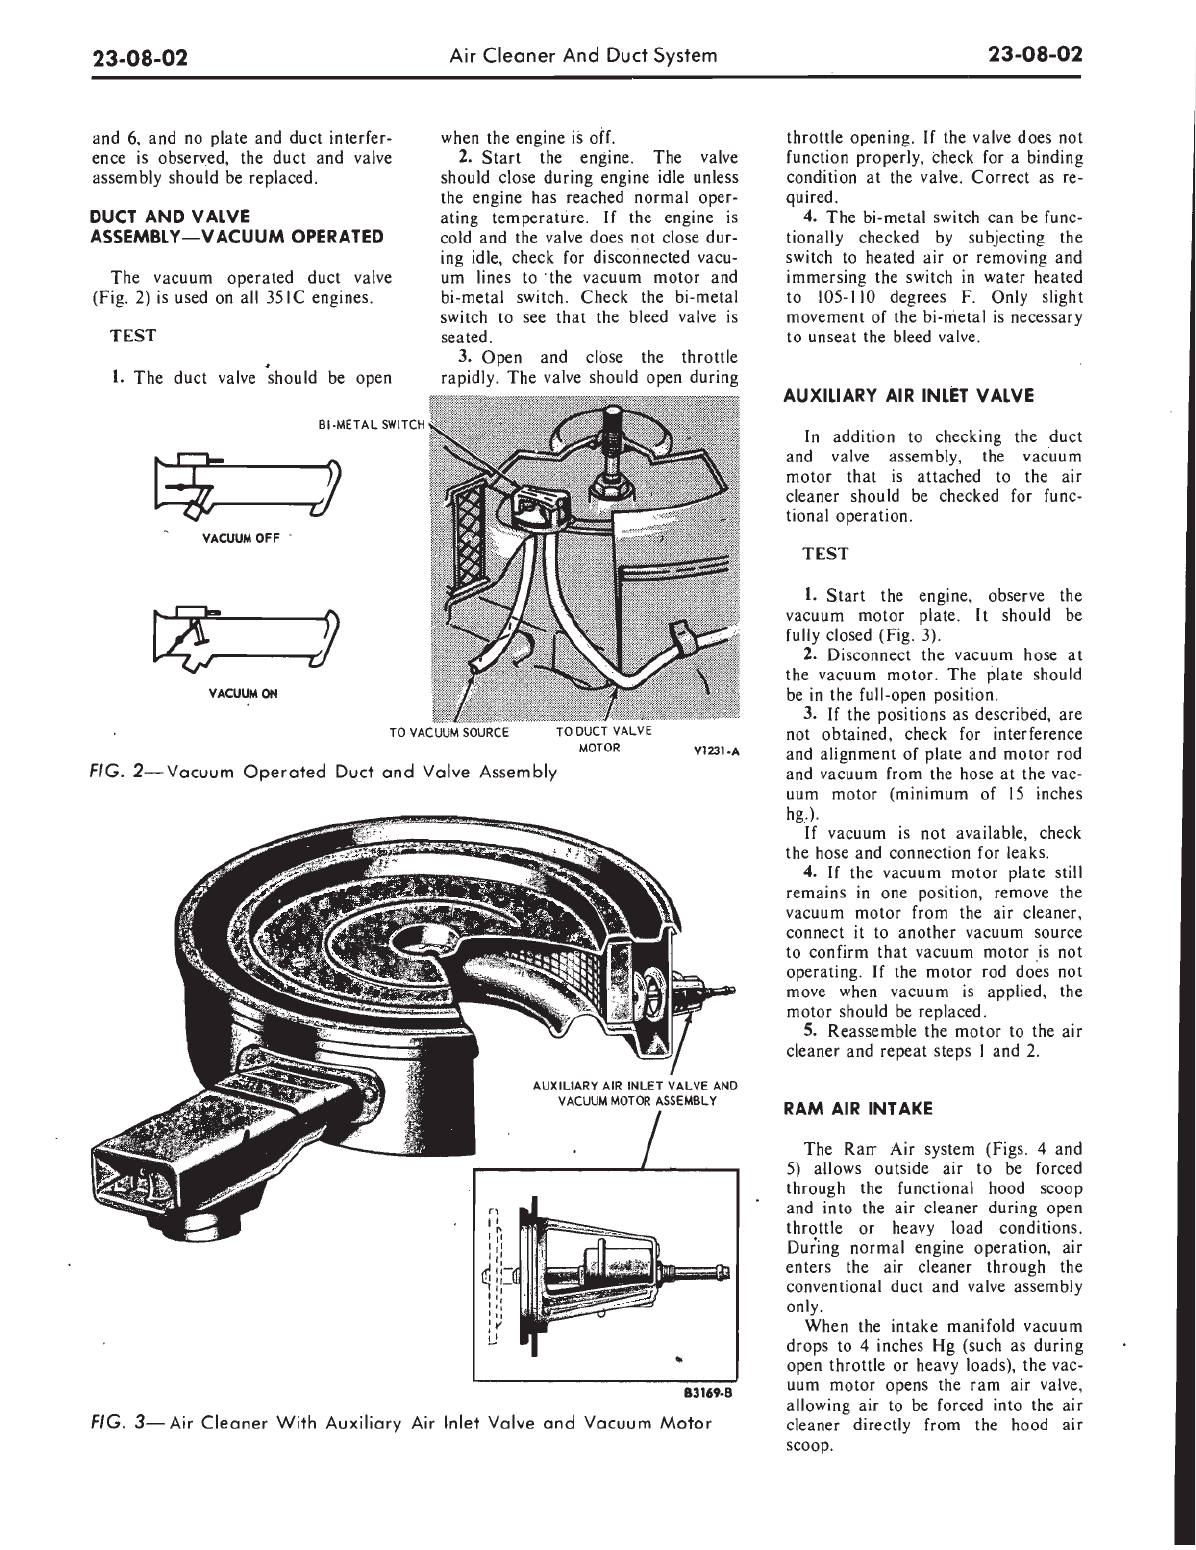 23-08-02
Air Cleaner And Duct System
23-08-02
and 6, and no plate and duct interfer-
ence is observed, the duct and valve
assembly should be replaced.
DUCT AND VALVE
ASSEMBLY—VACUUM OPERATED
The vacuum operated duct valve
(Fig. 2) is used on all 351C engines.
TEST
1. The duct valve should be open
when the engine is off.
2. Start the engine. The valve
should close during engine idle unless
the engine has reached normal oper-
ating temperature. If the engine is
cold and the valve does not close dur-
ing idle, check for disconnected vacu-
um lines to the vacuum motor and
bi-metal switch. Check the bi-metal
switch to see that the bleed valve is
seated.
3. Open and close the throttle
rapidly. The valve should open during
BI-METAL SWITCH
VACUUM OFF
VACUUM ON
TO VACUUM SOURCE
TO DUCT VALVE
MOTOR
V1231-A
FIG. 2—Vacuum Operated Duct and Valve Assembly
AUXILIARY AIR INLET VALVE AND
VACUUM MOTOR ASSEMBLY
B3169-B
FIG. 3—Air Cleaner With Auxiliary Air Inlet Valve and Vacuum Motor
throttle opening. If the valve does not
function properly, check for a binding
condition at the valve. Correct as re-
quired.
4. The bi-metal switch can be func-
tionally checked by subjecting the
switch to heated air or removing and
immersing the switch in water heated
to 105-110 degrees F. Only slight
movement of the bi-metal is necessary
to unseat the bleed valve.
AUXILIARY AIR INLET VALVE
In addition to checking the duct
and valve assembly, the vacuum
motor that is attached to the air
cleaner should be checked for func-
tional operation.
TEST
1. Start the engine, observe the
vacuum motor plate. It should be
fully closed (Fig. 3).
2. Disconnect the vacuum hose at
the vacuum motor. The plate should
be in the full-open position.
3. If the positions as described, are
not obtained, check for interference
and alignment of plate and motor rod
and vacuum from the hose at the vac-
uum motor (minimum of 15 inches
hg.).
If vacuum is not available, check
the hose and connection for leaks.
4. If the vacuum motor plate still
remains in one position, remove the
vacuum motor from the air cleaner,
connect it to another vacuum source
to confirm that vacuum motor is not
operating. If the motor rod does not
move when vacuum is applied, the
motor should be replaced.
5. Reassemble the motor to the air
cleaner and repeat steps 1 and 2.
RAM AIR INTAKE
The Ram Air system (Figs. 4 and
5) allows outside air to be forced
through the functional hood scoop
and into the air cleaner during open
throttle or heavy load conditions.
During normal engine operation, air
enters the air cleaner through the
conventional duct and valve assembly
only.
When the intake manifold vacuum
drops to 4 inches Hg (such as during
open throttle or heavy loads), the vac-
uum motor opens the ram air valve,
allowing air to be forced into the air
cleaner directly from the hood air
scoop.